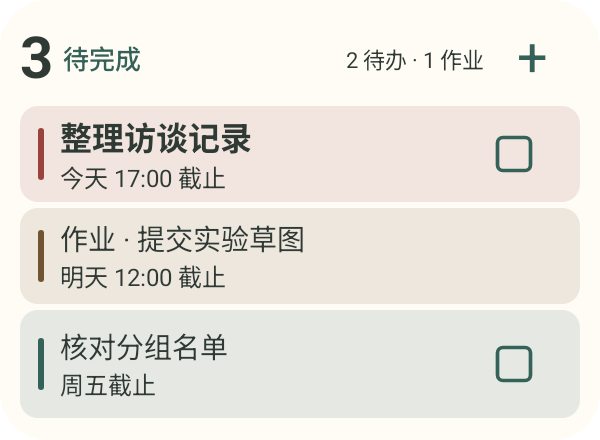 3 待完成 2 待办 · 1 作业 +
整理访谈记录
今天 17:00 截止
作业 · 提交实验草图
明天 12:00 截止
核对分组名单
周五截止